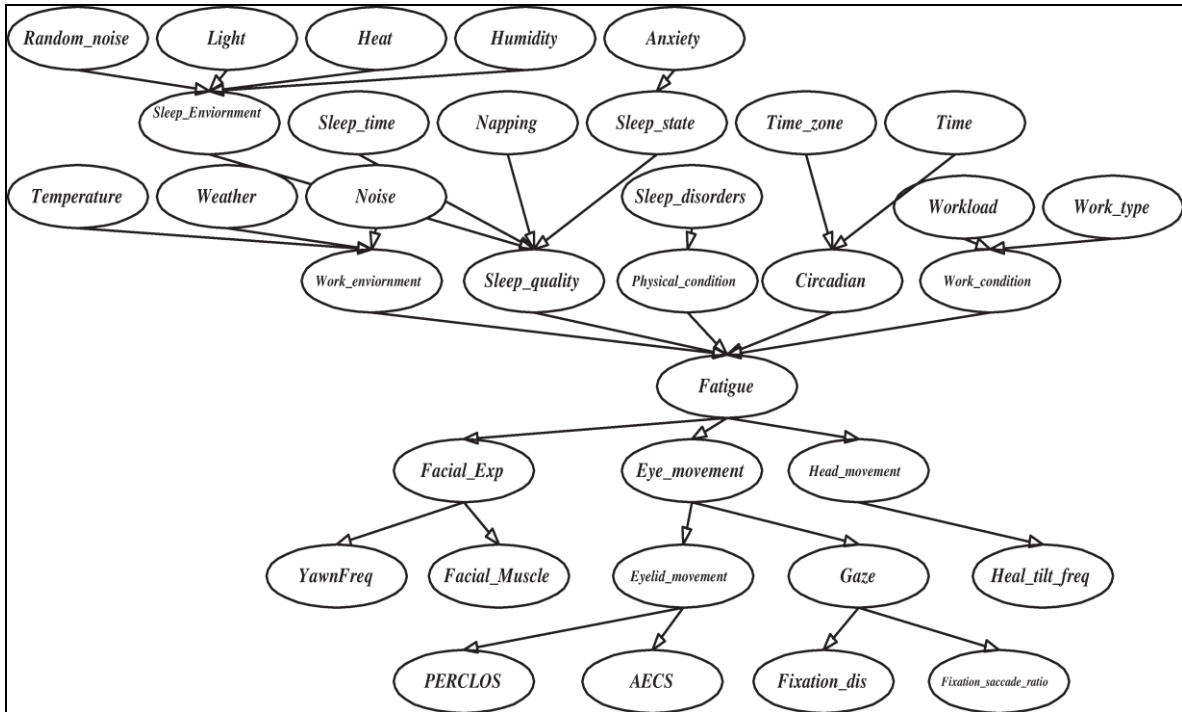 Random_noise
Light
Heat
Humidity
Anxiety
Sleep_Enviornment
Sleep_time
Napping
Sleep_state
Time_zone
Time
Temperature
Weather
Noise
Sleep_disorders
Workload
Work_type
Work_enviornment
Sleep_quality
Physical_condition
Circadian
Work_condition
Fatigue
Facial_Exp
Eye_movement
Head_movement
YawnFreq
Facial_Muscle
Eyelid_movement
Gaze
Heal_tilt_freq
PERCLOS
AECS
Fixation_dis
Fixation_saccade_ratio